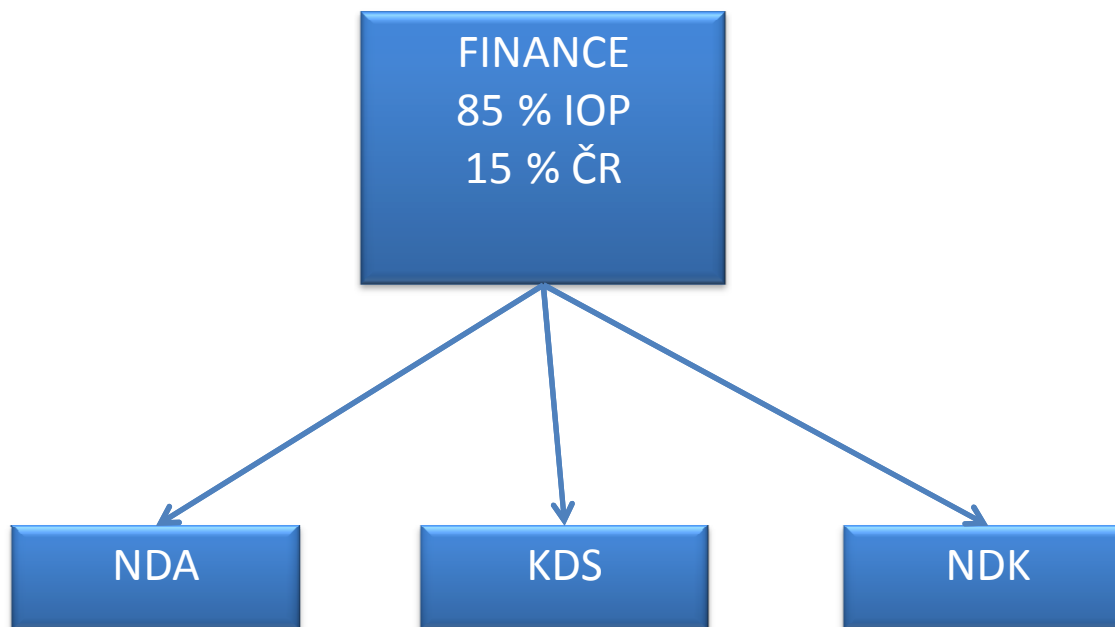 FINANCE
85 % IOP
15 % ČR
NDA
KDS
NDK